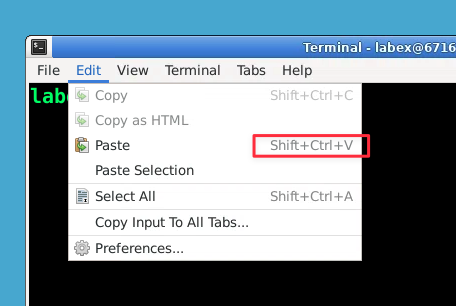 Terminal - labex@6716
File Edit View Terminal Tabs Help
Copy Shift+Ctrl+C
Copy as HTML
Paste Shift+Ctrl+V
Paste Selection
Select All Shift+Ctrl+A
Copy Input To All Tabs...
Preferences...